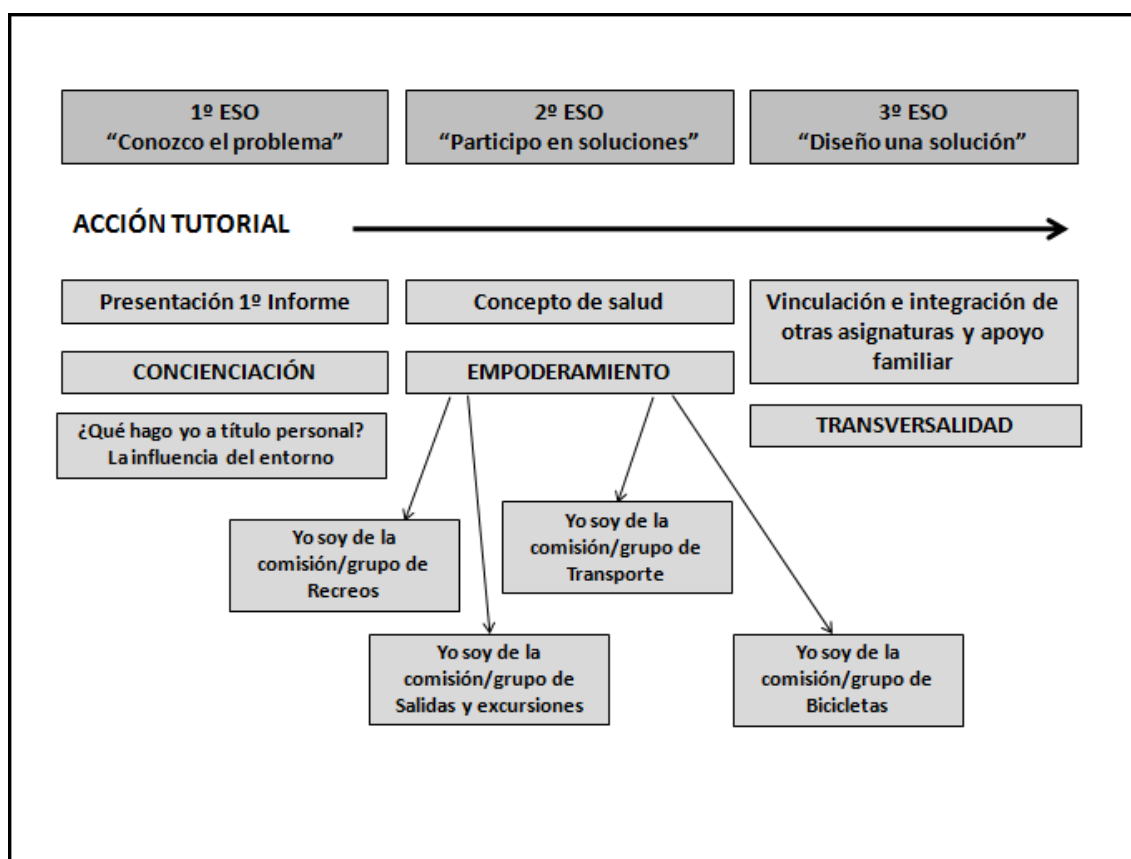 1º ESO
“Conozco el problema”
2º ESO
“Participo en soluciones”
3º ESO
“Diseño una solución”
ACCIÓN TUTORIAL
Presentación 1º Informe
Concepto de salud
Vinculación e integración de
otras asignaturas y apoyo
familiar
CONCIENCIACIÓN
EMPODERAMIENTO
TRANSVERSALIDAD
¿Qué hago yo a título personal?
La influencia del entorno
Yo soy de la
comisión/grupo de
Recreos
Yo soy de la
comisión/grupo de
Transporte
Yo soy de la
comisión/grupo de
Salidas y excursiones
Yo soy de la
comisión/grupo de
Bicicletas